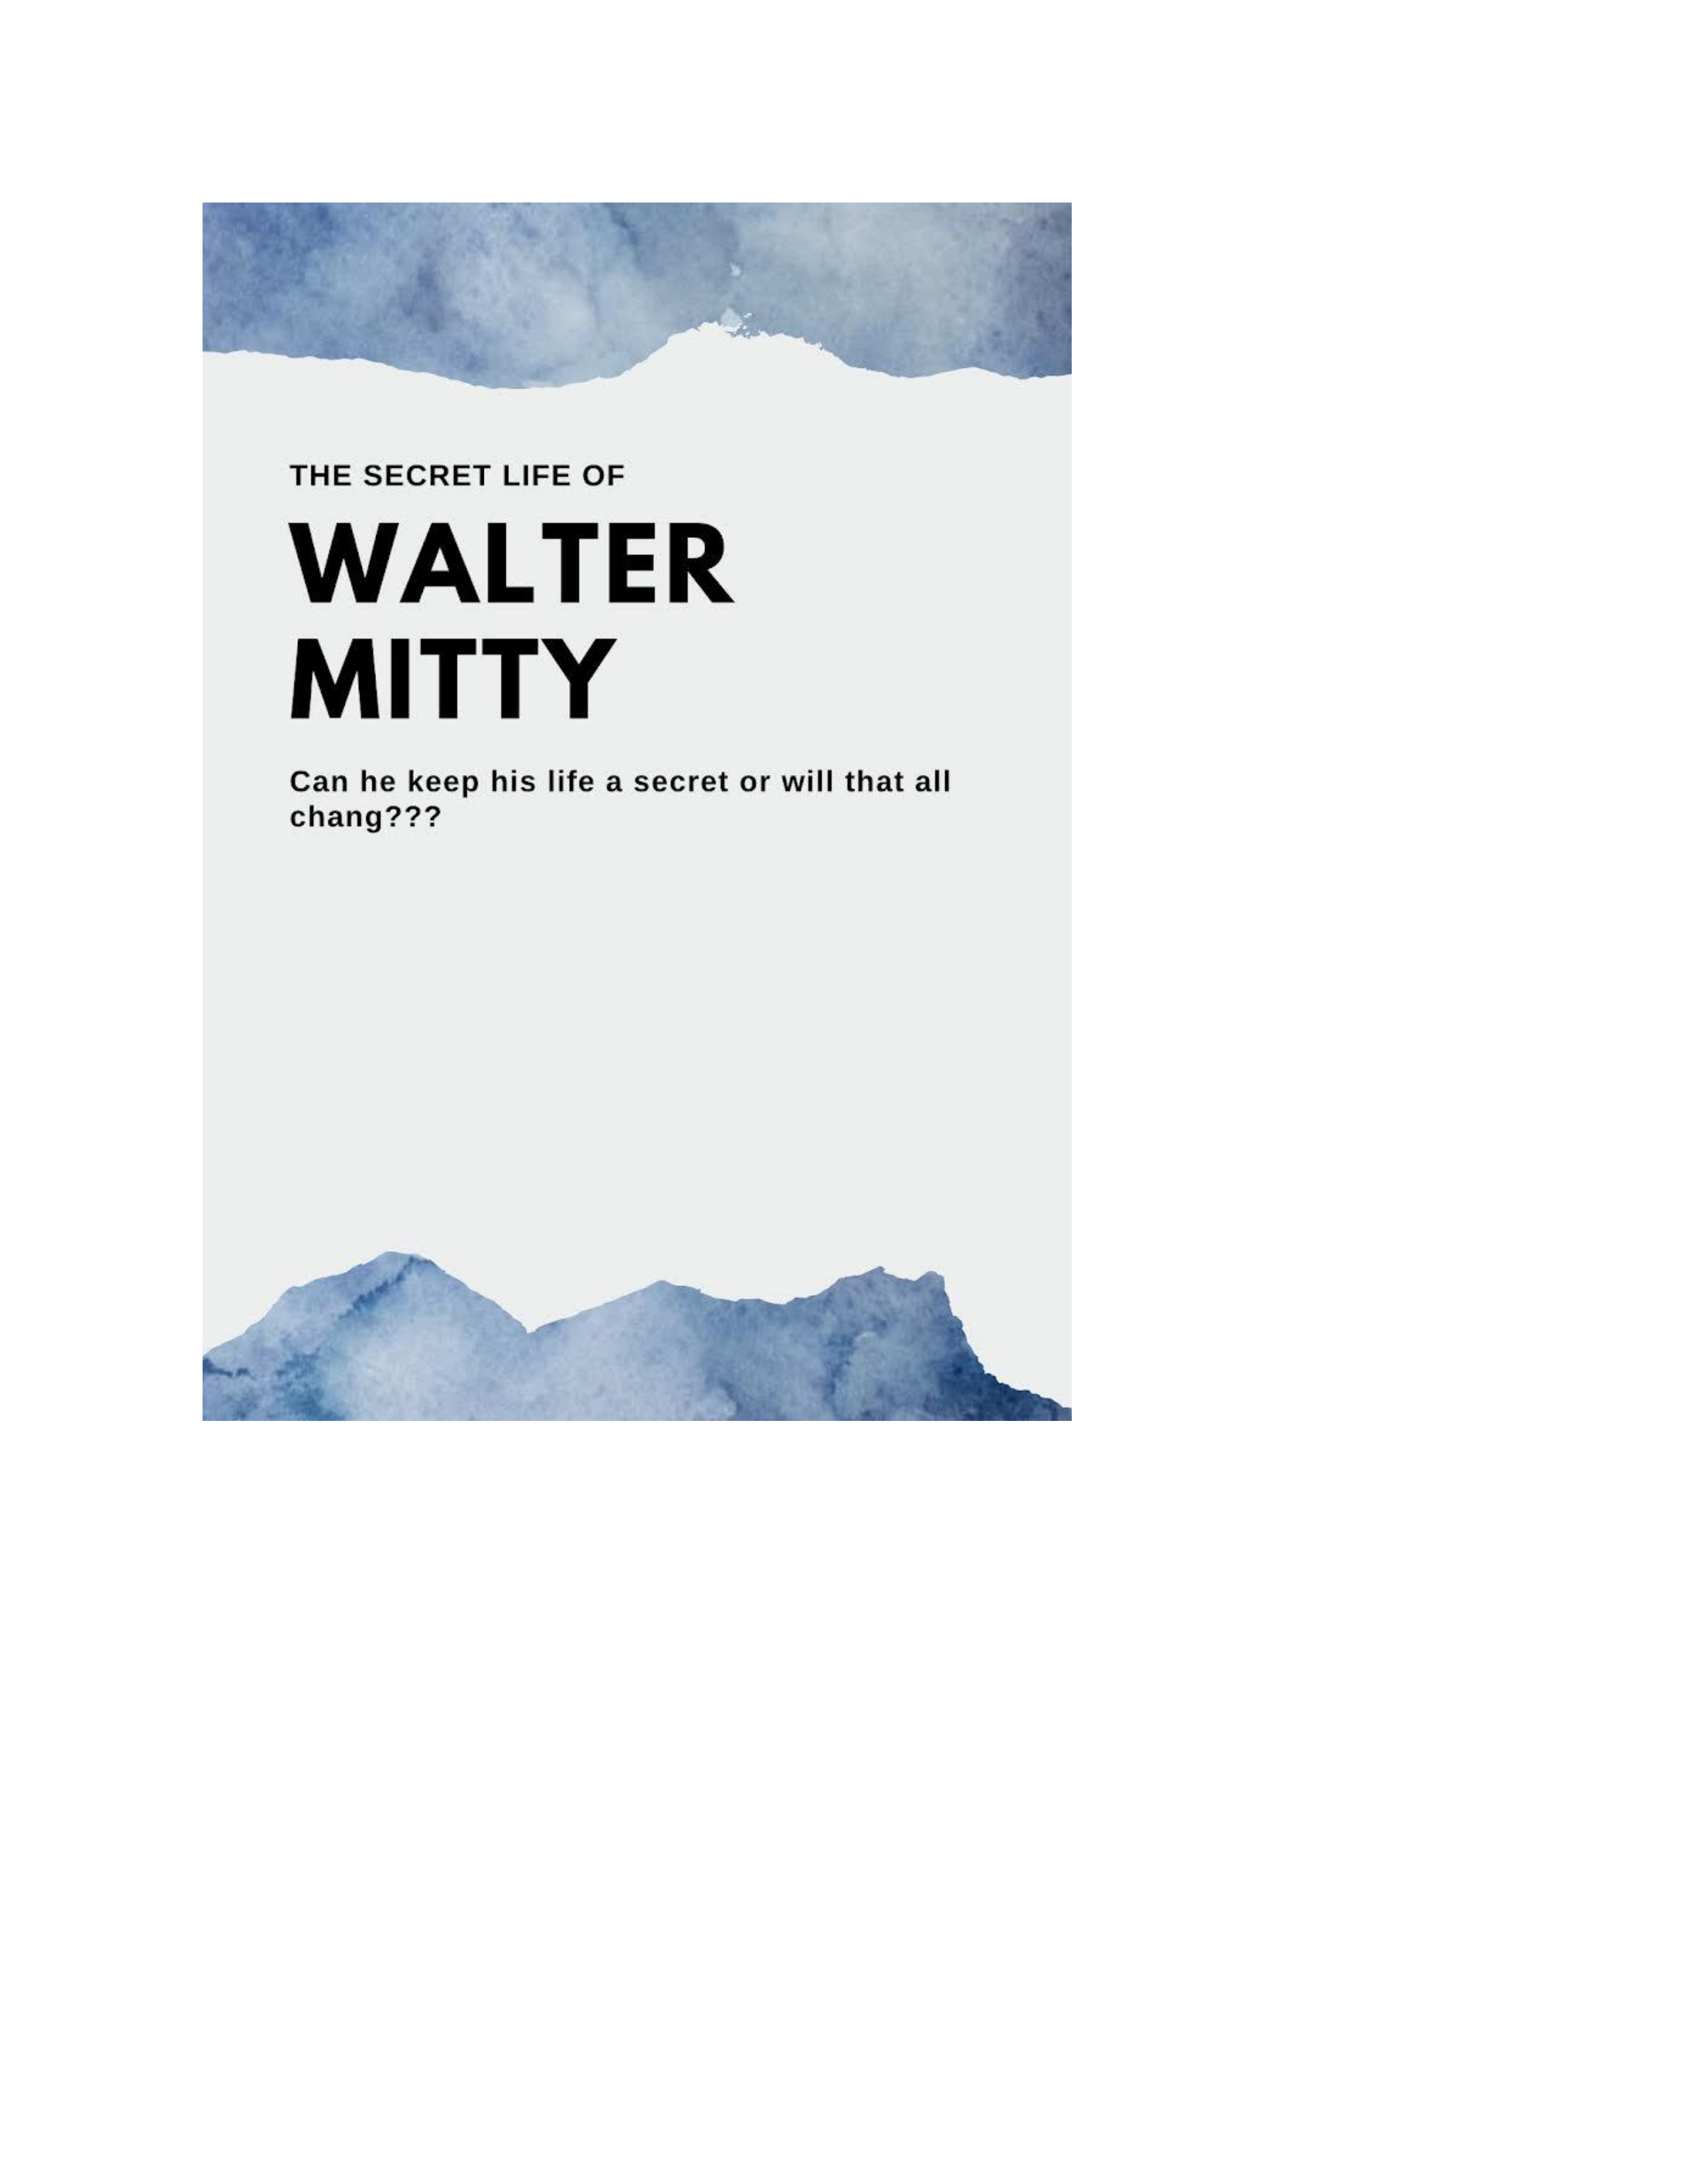 THE SECRET LIFE OF
WALTER
MITTY
Can he keep his life a secret or will that all
chang???